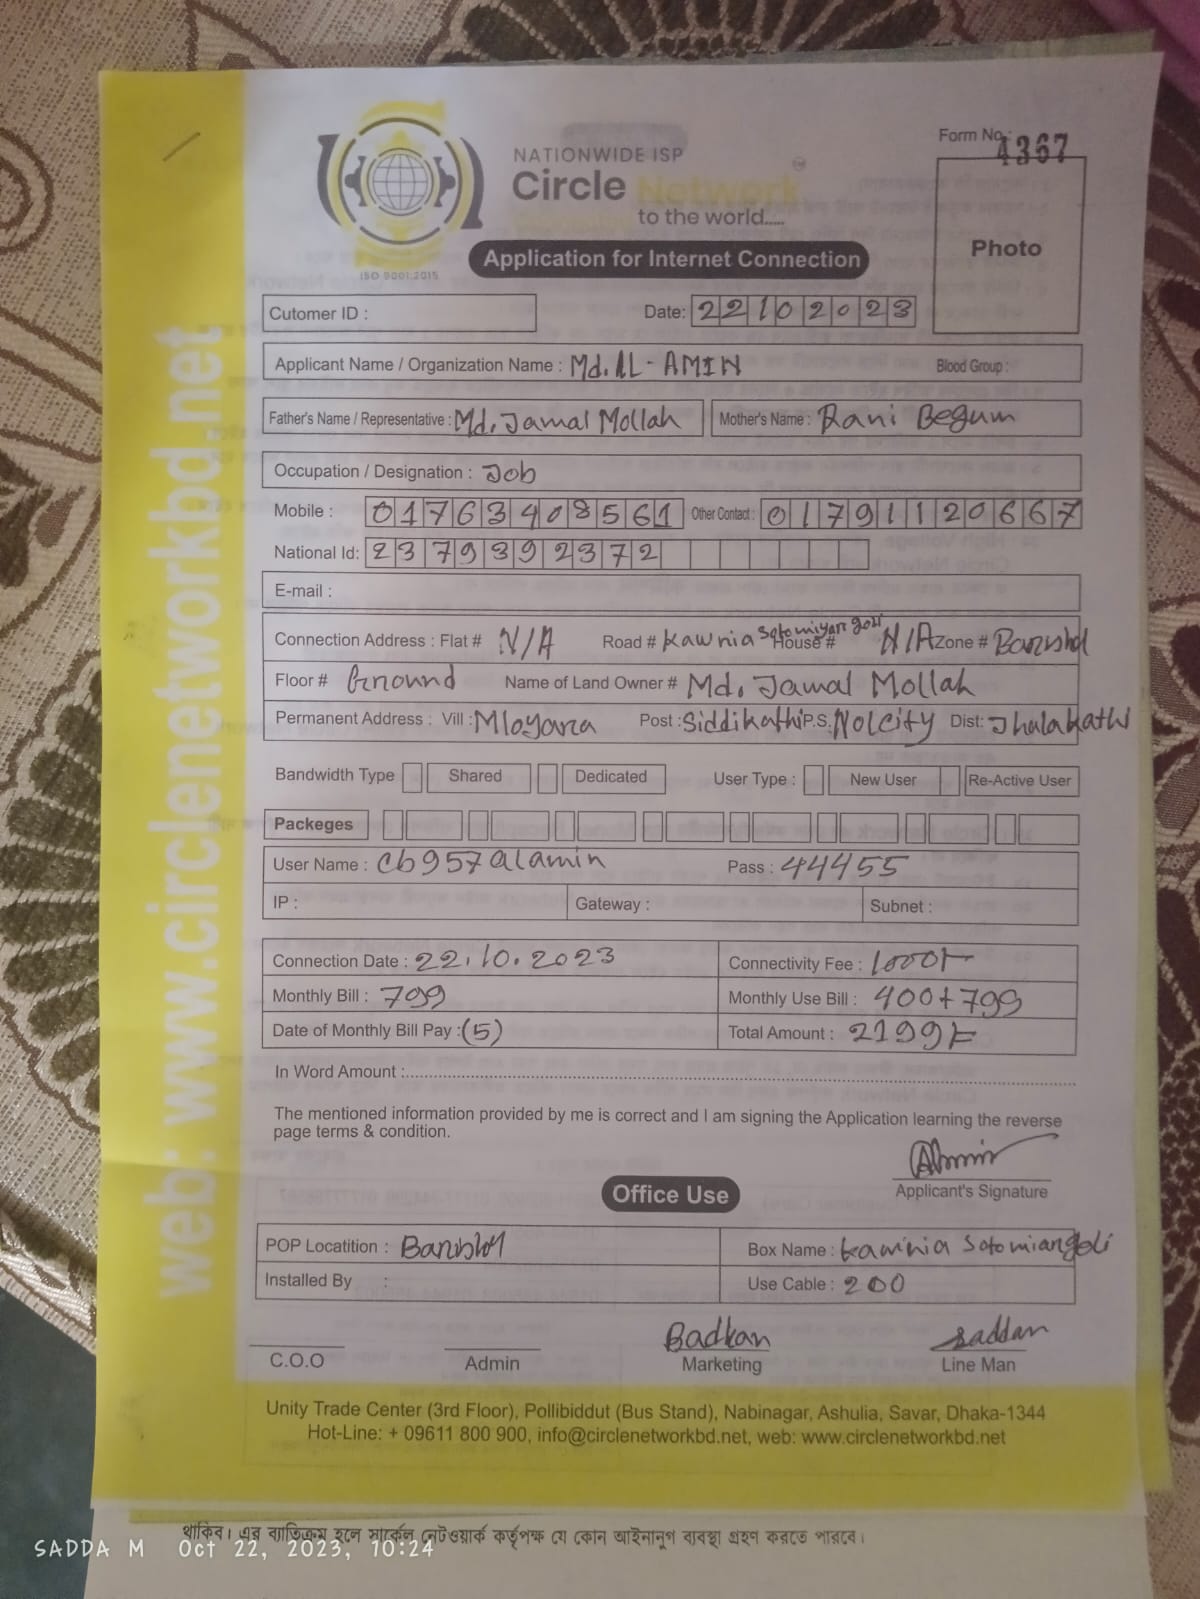 Form No.: 4367
NATIONWIDE ISP
Circle Network
to the world.....
ISO 9001:2015
Application for Internet Connection
Photo
Cutomer ID :
Date: 22102023
Applicant Name / Organization Name : Md. AL-AMIN Blood Group :
Father's Name / Representative : Md. Jamal Mollah Mother's Name : Rani Begum
Occupation / Designation : Job
Mobile : 01763408561 Other Contact : 01791120667
National Id: 2379392372
E-mail :
Connection Address : Flat # N/A Road # Kawnia Sotomiyar goli House # N/A Zone #
Floor # Ground Name of Land Owner # Md. Jamal Mollah
Permanent Address : Vill : Post : Siddikathi P.S. Nolcity Dist: Jhalakathi
Bandwidth Type Shared Dedicated User Type : New User Re-Active User
Packeges
User Name : cb957alamin Pass : 44455
IP : Gateway : Subnet :
Connection Date : 22.10.2023 Connectivity Fee : 1000/-
Monthly Bill : 799 Monthly Use Bill : 400+799
Date of Monthly Bill Pay : (5) Total Amount : 2199/-
In Word Amount :
The mentioned information provided by me is correct and I am signing the Application learning the reverse
page terms & condition.
Applicant's Signature
Office Use
POP Locatition : Box Name : Kawnia Sotomiangoli
Installed By : Use Cable : 200
Saddam
C.O.O Admin Marketing Line Man
Unity Trade Center (3rd Floor), Pollibiddut (Bus Stand), Nabinagar, Ashulia, Savar, Dhaka-1344
Hot-Line: + 09611 800 900, info@circlenetworkbd.net, web: www.circlenetworkbd.net
web: www.circlenetworkbd.net
থাকিব। এর ব্যতিক্রম হলে সার্কেল নেটওয়ার্ক কর্তৃপক্ষ যে কোন আইনানুগ ব্যবস্থা গ্রহণ করতে পারবে।
SADDA M Oct 22, 2023, 10:24